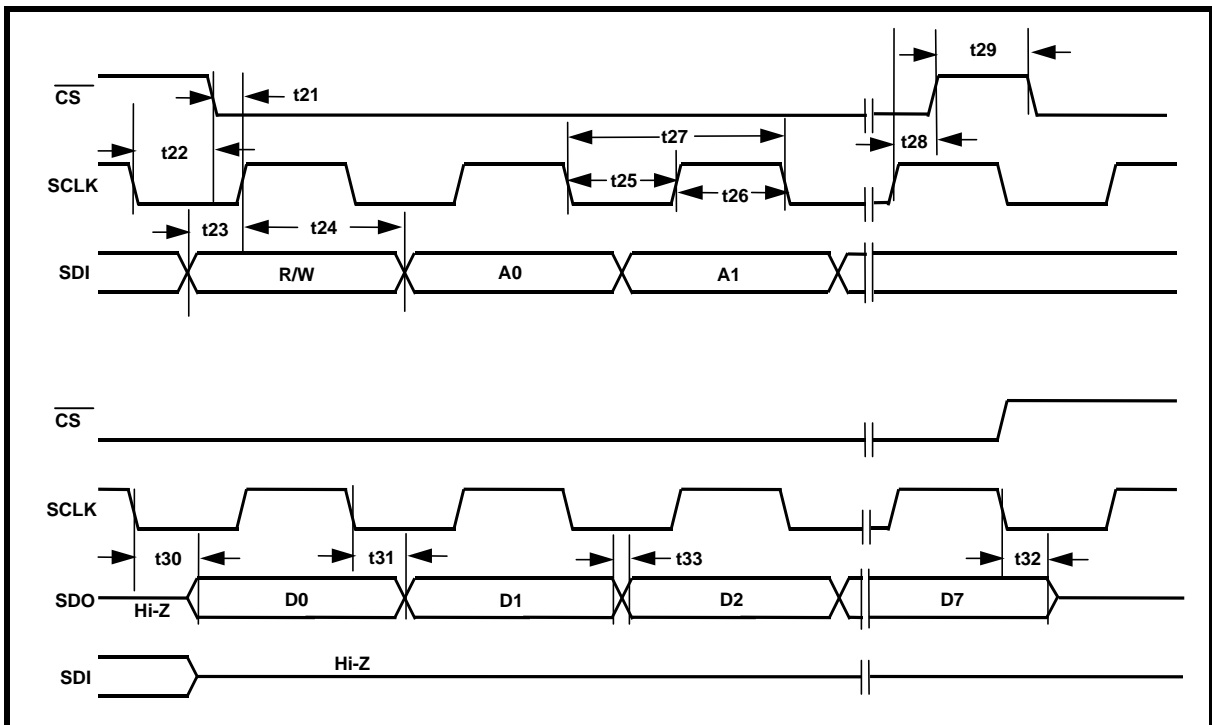 t29
CS
t21
t27
t22
t28
SCLK
t25
t26
t23
t24
SDI
R/W
A0
A1
CS
SCLK
t30
t31
t33
t32
SDO
Hi-Z
D0
D1
D2
D7
Hi-Z
SDI